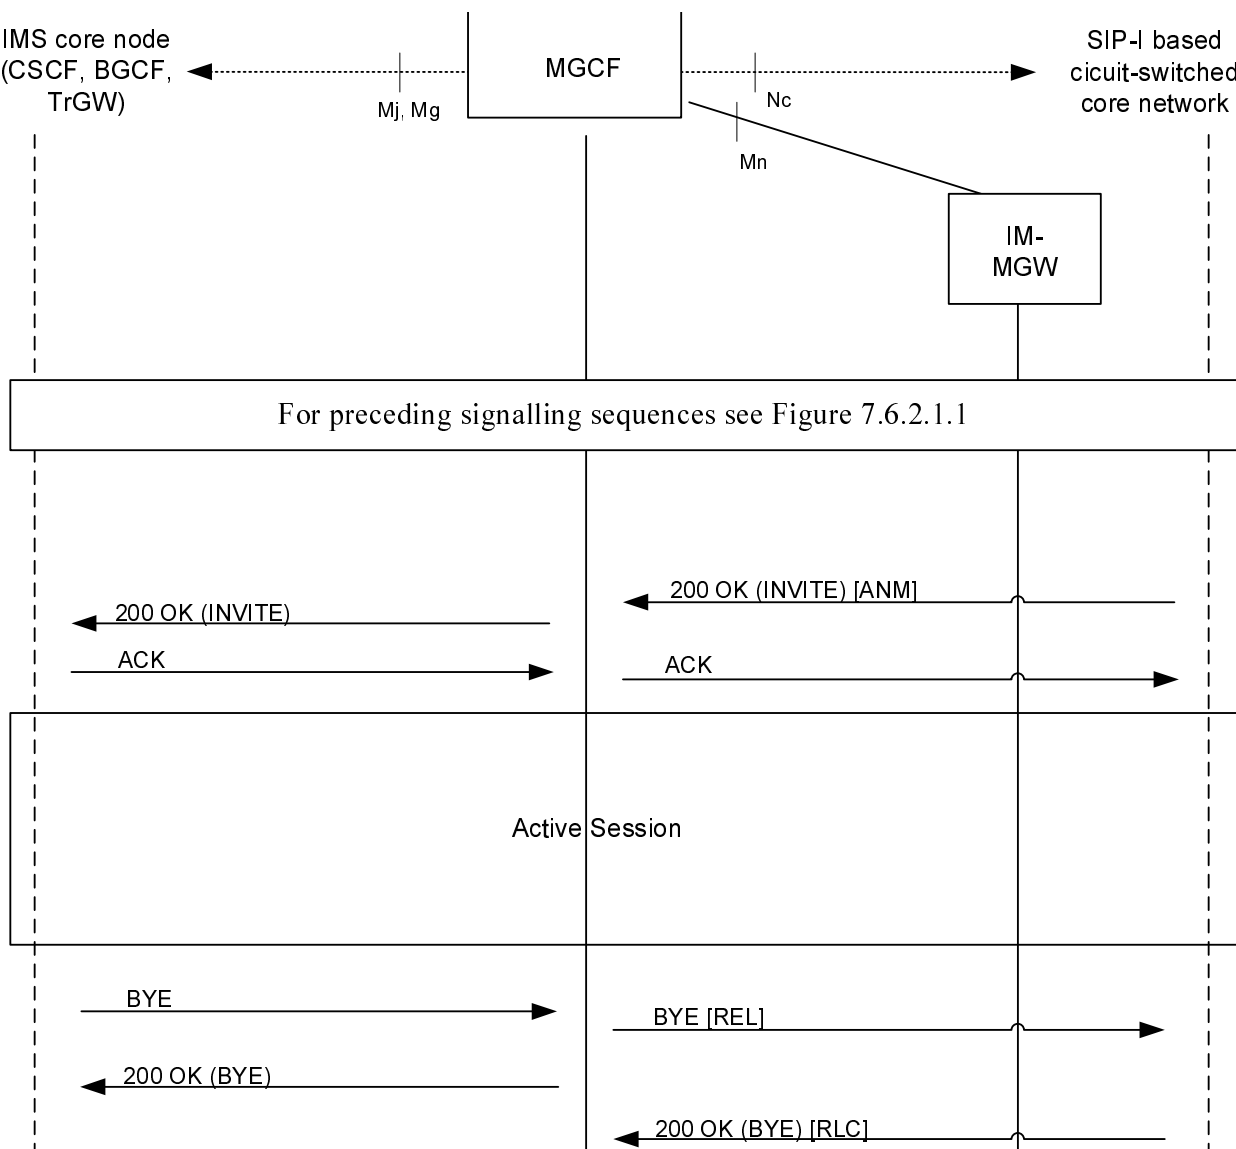 IMS core node
(CSCF, BGCF,
TrGW)
Mj, Mg
MGCF
Nc
Mn
SIP-I based
cicuit-switched
core network
IM-
MGW
For preceding signalling sequences see Figure 7.6.2.1.1
200 OK (INVITE) [ANM]
200 OK (INVITE)
ACK
ACK
Active Session
BYE
BYE [REL]
200 OK (BYE)
200 OK (BYE) [RLC]